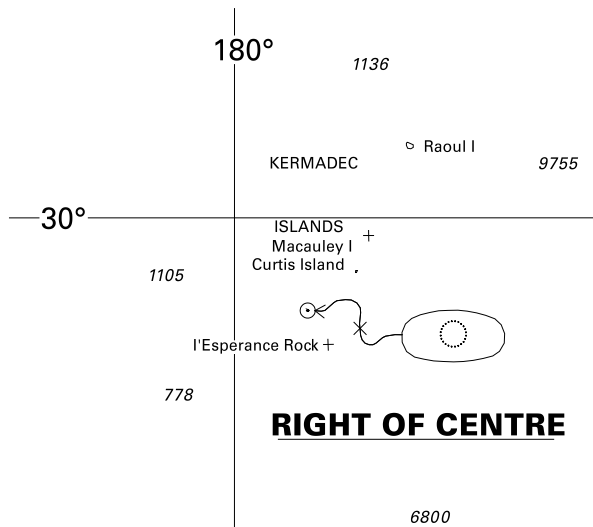 180°
1136
Raoul I
KERMADEC
9755
30°
ISLANDS
Macauley I
Curtis Island
1105
l'Esperance Rock
778
RIGHT OF CENTRE
6800